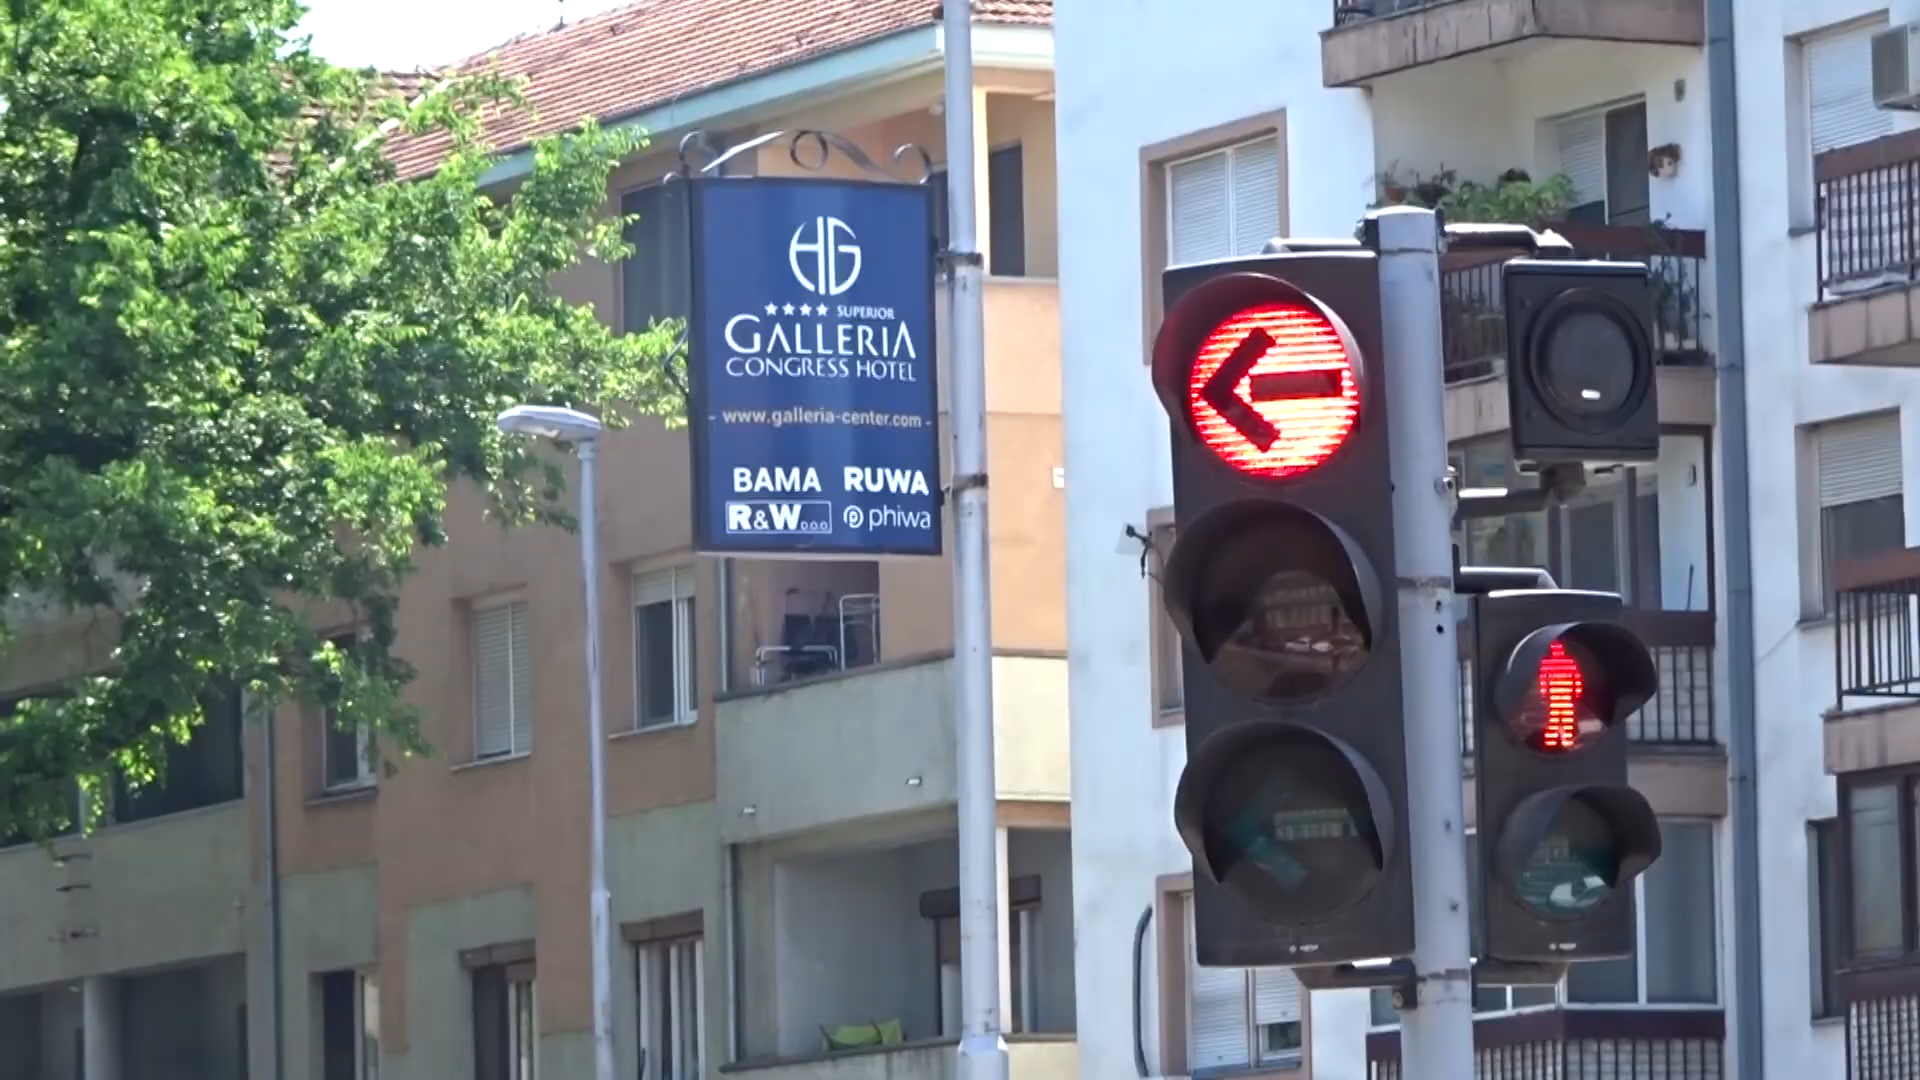 HG
★★★★ SUPERIOR
GALLERIA
CONGRESS HOTEL
- www.galleria-center.com -
BAMA RUWA
R&W D.O.O. phiwa